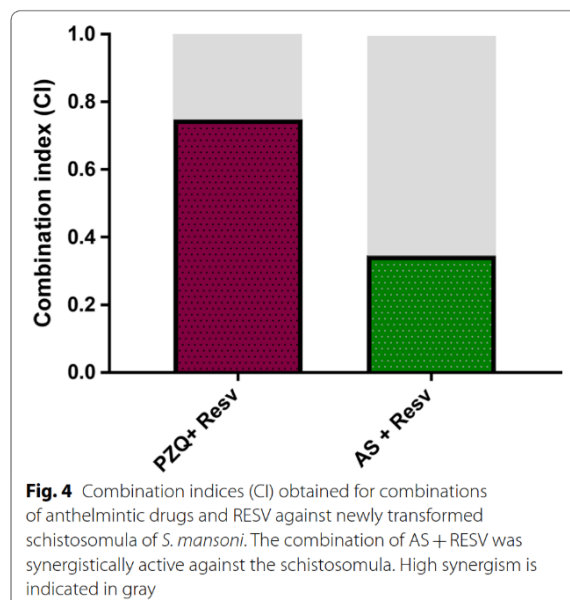 Combination index (CI)
1.0
0.8
0.6
0.4
0.2
0.0
PZQ+ Resv
AS + Resv
Fig. 4 Combination indices (CI) obtained for combinations
of anthelmintic drugs and RESV against newly transformed
schistosomula of S. mansoni. The combination of AS + RESV was
synergistically active against the schistosomula. High synergism is
indicated in gray